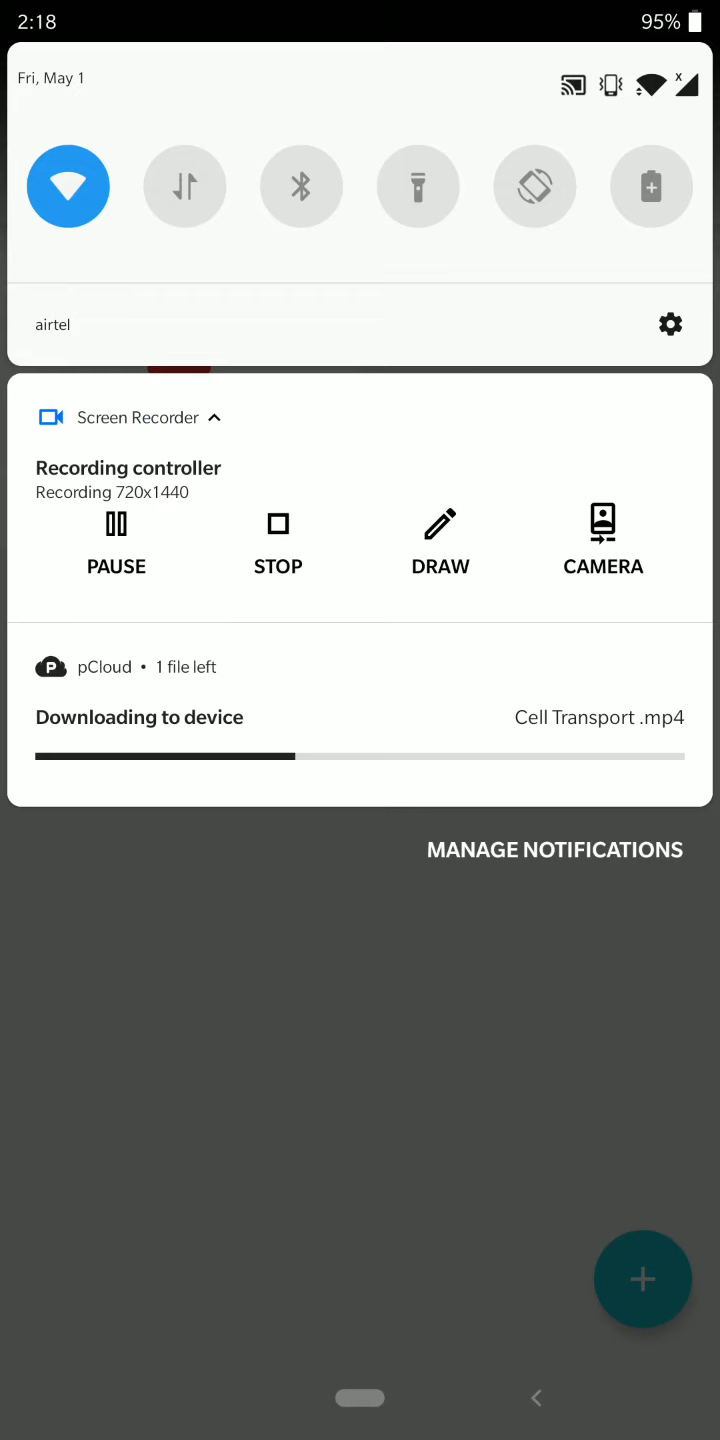 2:18 95%
Fri, May 1
airtel
Screen Recorder
Recording controller
Recording 720x1440
PAUSE STOP DRAW CAMERA
pCloud • 1 file left
Downloading to device Cell Transport .mp4
MANAGE NOTIFICATIONS